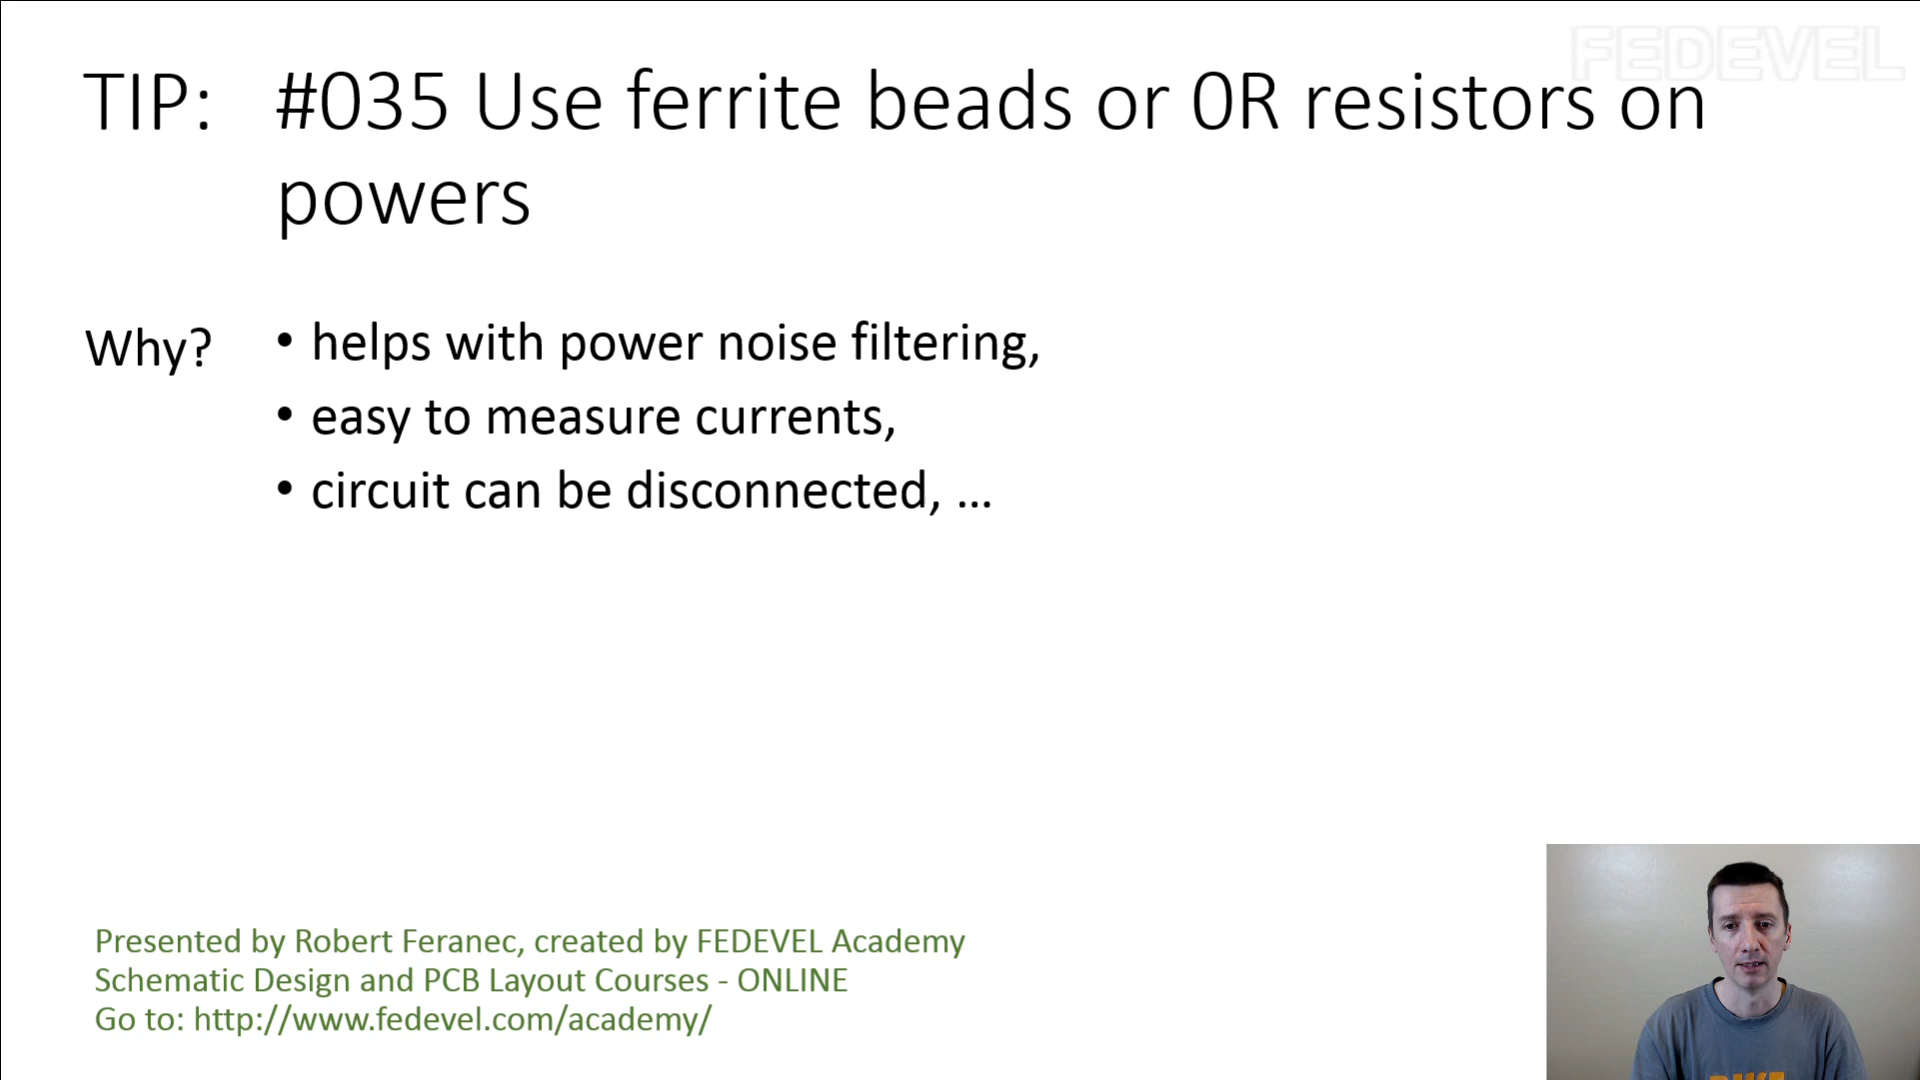 FEDEVEL
TIP: #035 Use ferrite beads or 0R resistors on
powers
Why? • helps with power noise filtering,
• easy to measure currents,
• circuit can be disconnected, ...
Presented by Robert Feranec, created by FEDEVEL Academy
Schematic Design and PCB Layout Courses - ONLINE
Go to: http://www.fedevel.com/academy/